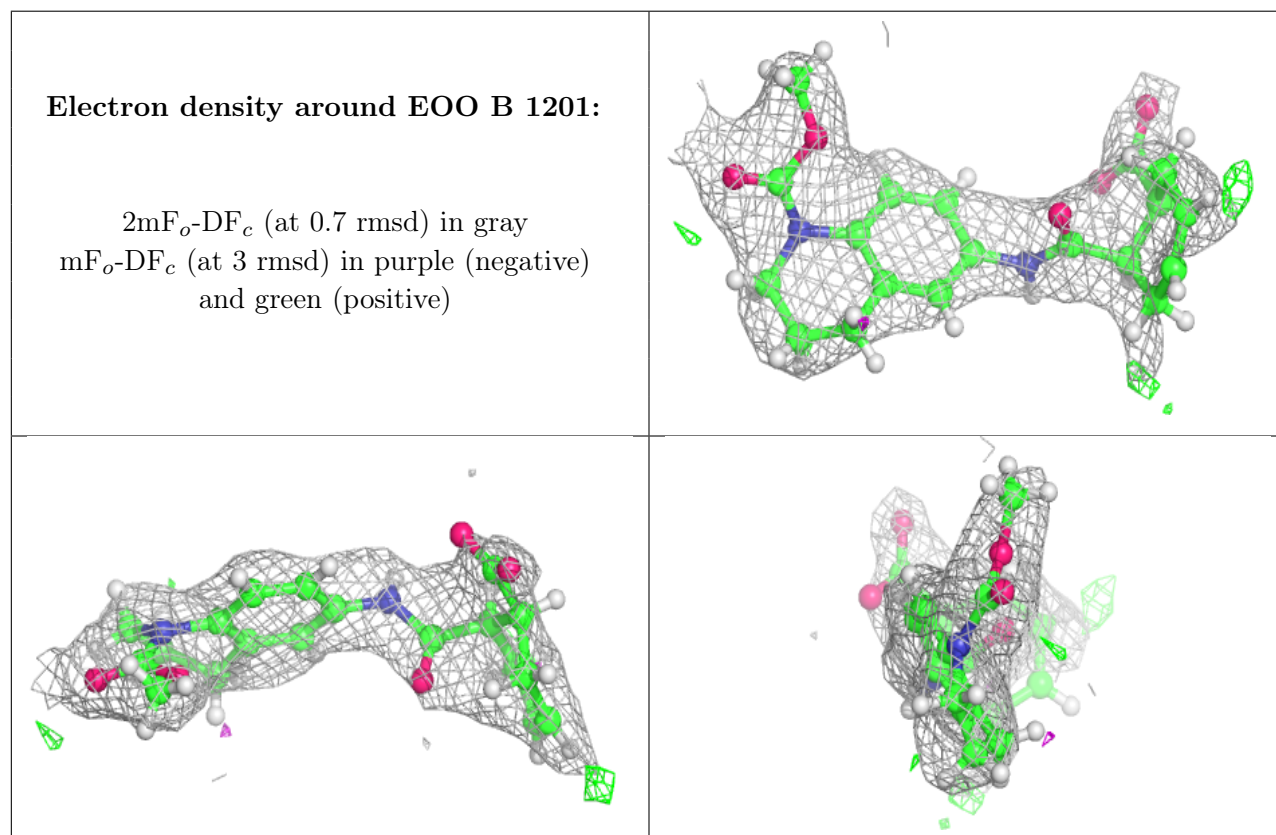 Electron density around EOO B 1201:
2mFo-DFc (at 0.7 rmsd) in gray
mFo-DFc (at 3 rmsd) in purple (negative)
and green (positive)